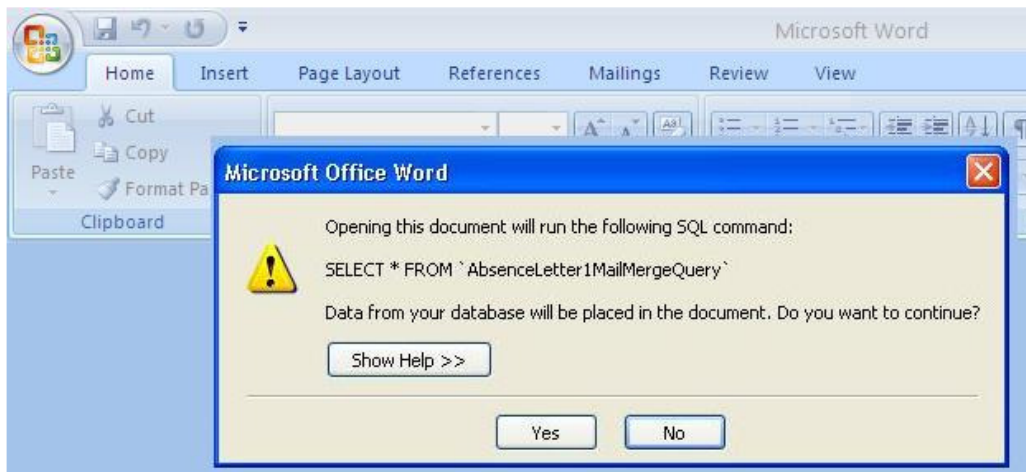 Microsoft Word
Home Insert Page Layout References Mailings Review View
Cut
Copy
Paste
Format Pa
Clipboard
Microsoft Office Word
Opening this document will run the following SQL command:
SELECT * FROM `AbsenceLetter1MailMergeQuery`
Data from your database will be placed in the document. Do you want to continue?
Show Help >>
Yes No